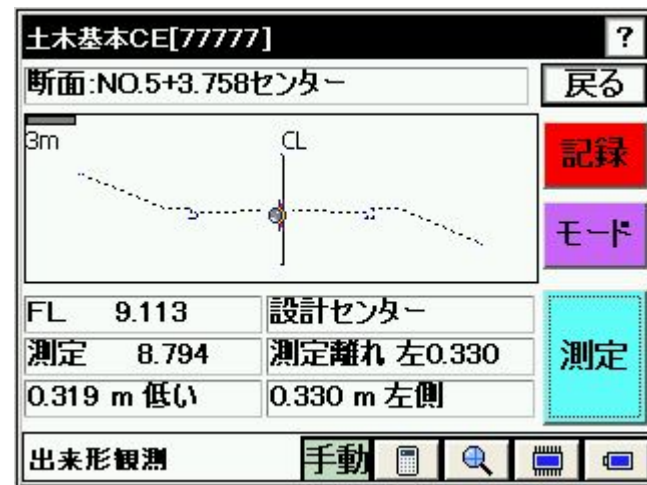 土木基本CE[77777] ?
断面:NO.5+3.758センター 戻る
3m CL 記録
モード
FL 9.113 設計センター
測定 8.794 測定離れ 左0.330 測定
0.319 m 低い 0.330 m 左側
出来形観測 手動